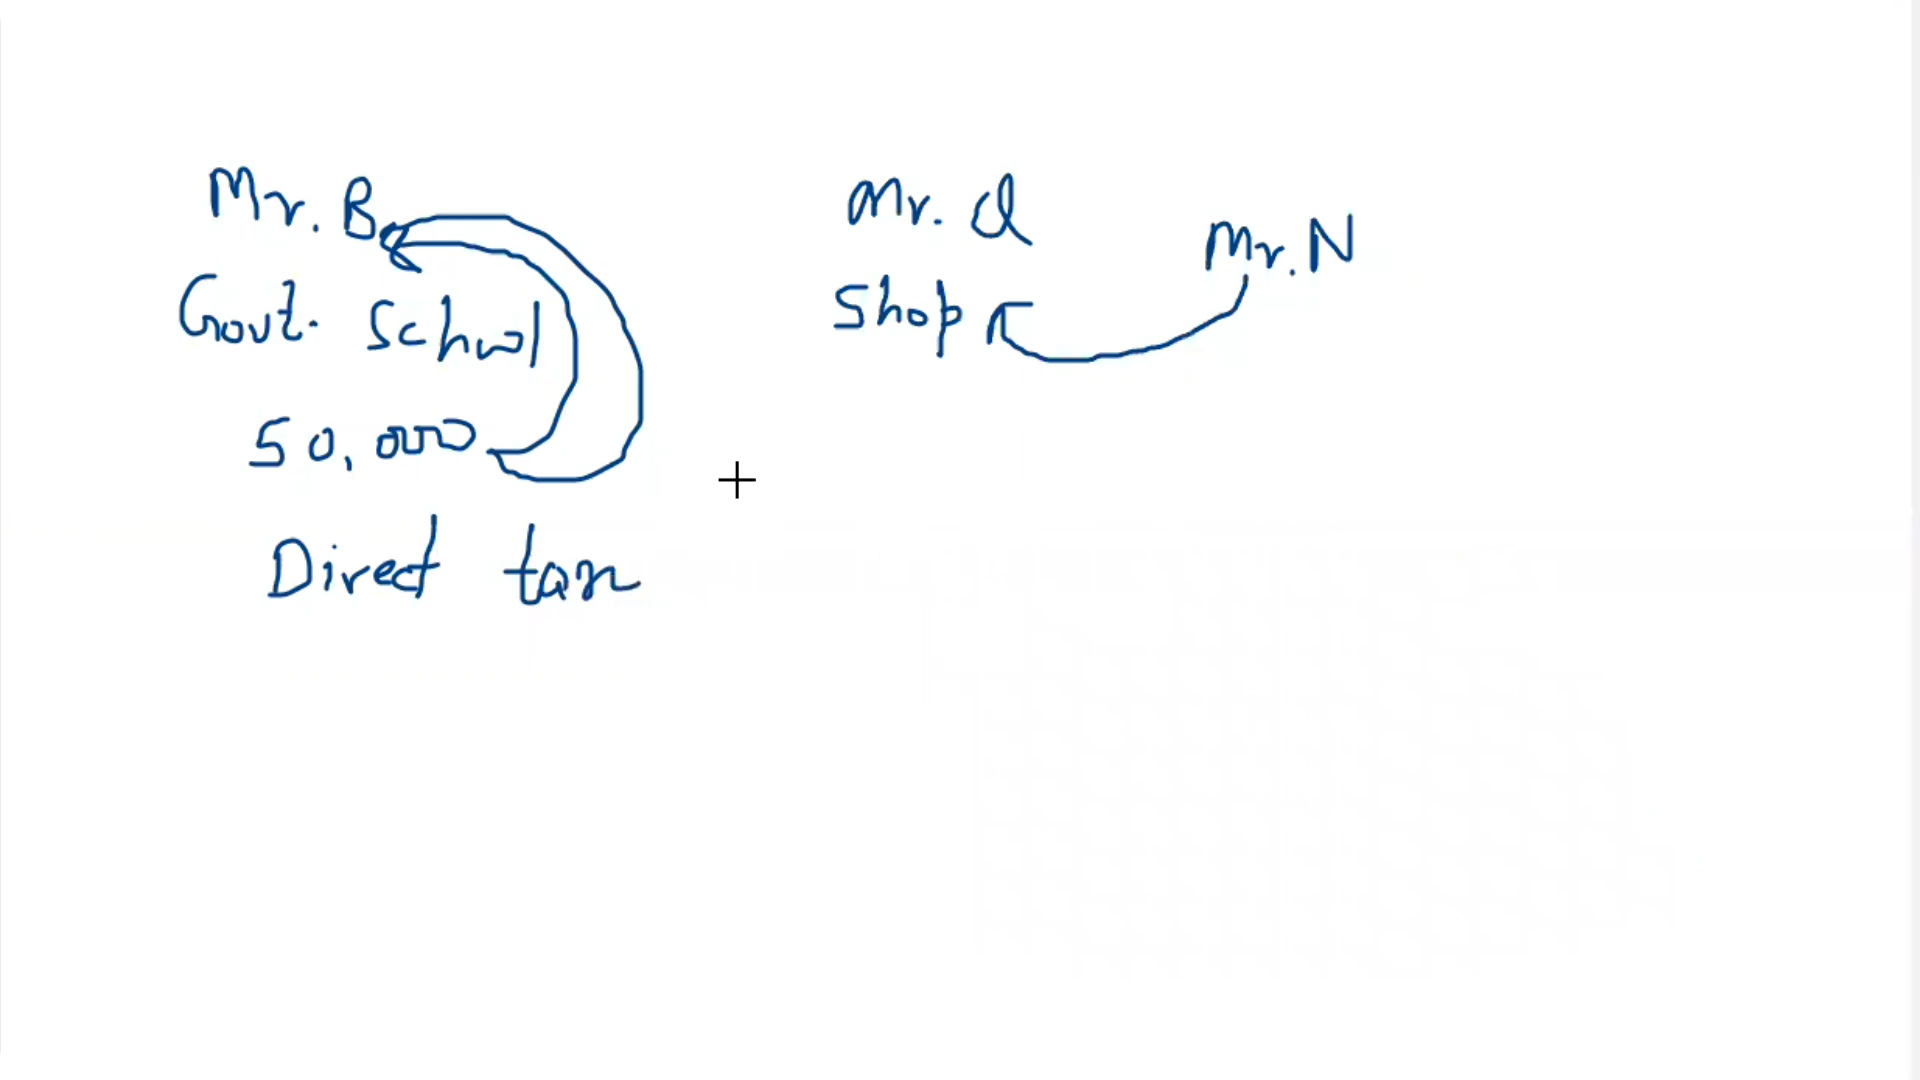 Mr. B
Govt. School
50,000
Direct tax
Mr. Q
Shop
Mr. N